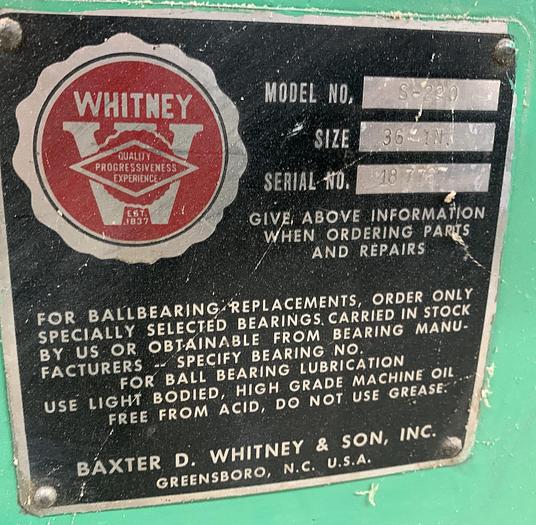 WHITNEY
QUALITY
PROGRESSIVENESS
EXPERIENCE
EST.
1837
MODEL NO. S-290
SIZE 36-IN.
SERIAL NO.
GIVE ABOVE INFORMATION
WHEN ORDERING PARTS
AND REPAIRS
FOR BALLBEARING REPLACEMENTS, ORDER ONLY
SPECIALLY SELECTED BEARINGS CARRIED IN STOCK
BY US OR OBTAINABLE FROM BEARING MANU-
FACTURERS -- SPECIFY BEARING NO.
FOR BALL BEARING LUBRICATION
USE LIGHT BODIED, HIGH GRADE MACHINE OIL
FREE FROM ACID, DO NOT USE GREASE.
BAXTER D. WHITNEY & SON, INC.
GREENSBORO, N.C. U.S.A.